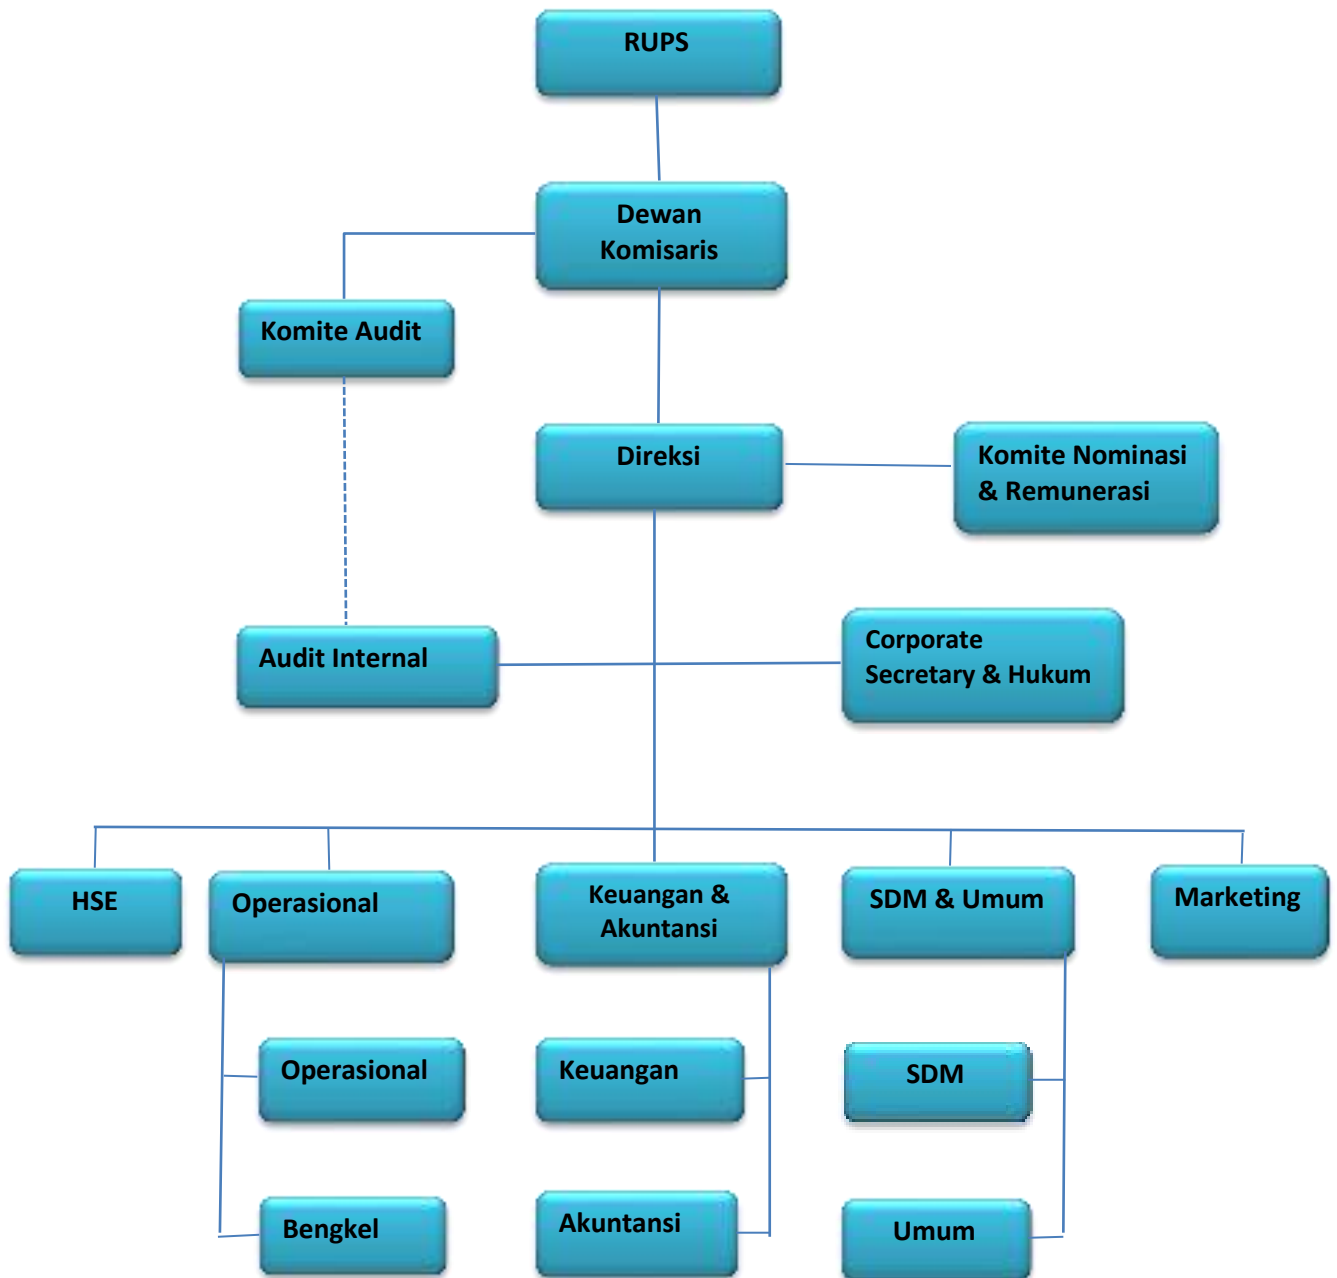 RUPS
Dewan
Komisaris
Komite Audit
Direksi
Komite Nominasi
& Remunerasi
Audit Internal
Corporate
Secretary & Hukum
HSE
Operasional
Keuangan &
Akuntansi
SDM & Umum
Marketing
Operasional
Keuangan
SDM
Bengkel
Akuntansi
Umum